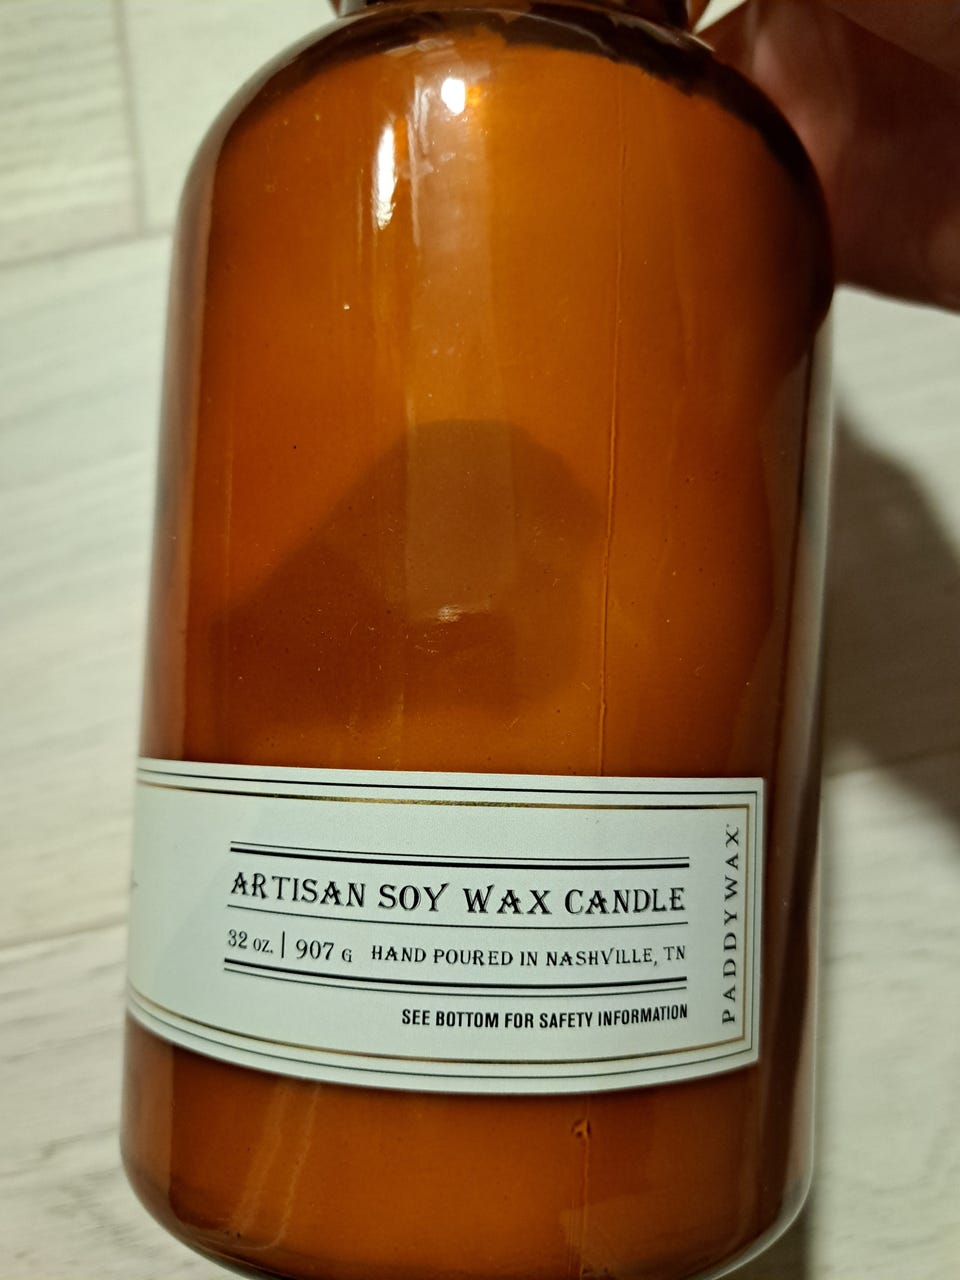 ARTISAN SOY WAX CANDLE
32 OZ. | 907 G HAND POURED IN NASHVILLE, TN
SEE BOTTOM FOR SAFETY INFORMATION
PADDYWAX